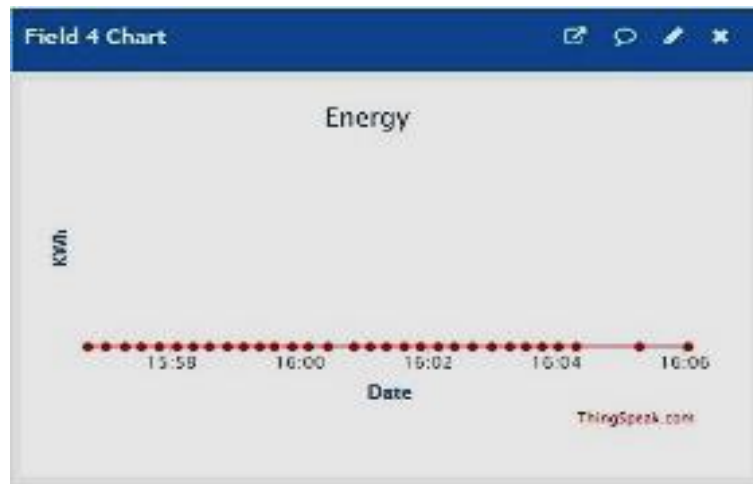 Field 4 Chart
Energy
KWh
15:58 16:00 16:02 16:04 16:06
Date
ThingSpeak.com